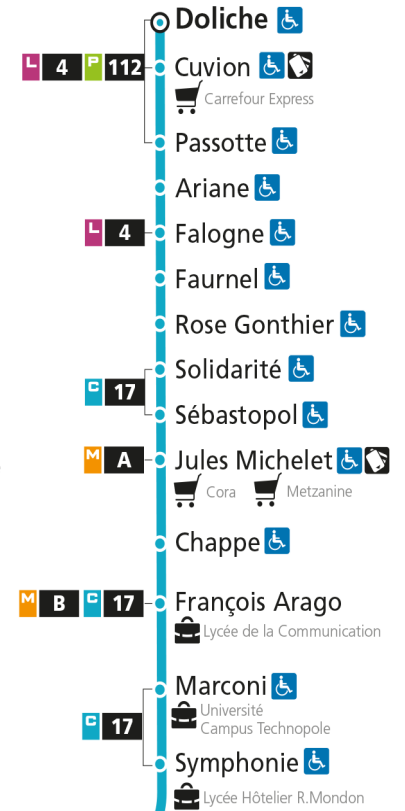 Doliche
L 4 P 112 Cuvion
Carrefour Express
Passotte
Ariane
L 4 Falogne
Faurnel
Rose Gonthier
Solidarité
C 17
Sébastopol
M A Jules Michelet
Cora Metzanine
Chappe
M B C 17 François Arago
Lycée de la Communication
Marconi
Université
Campus Technopole
C 17
Symphonie
Lycée Hôtelier R.Mondon